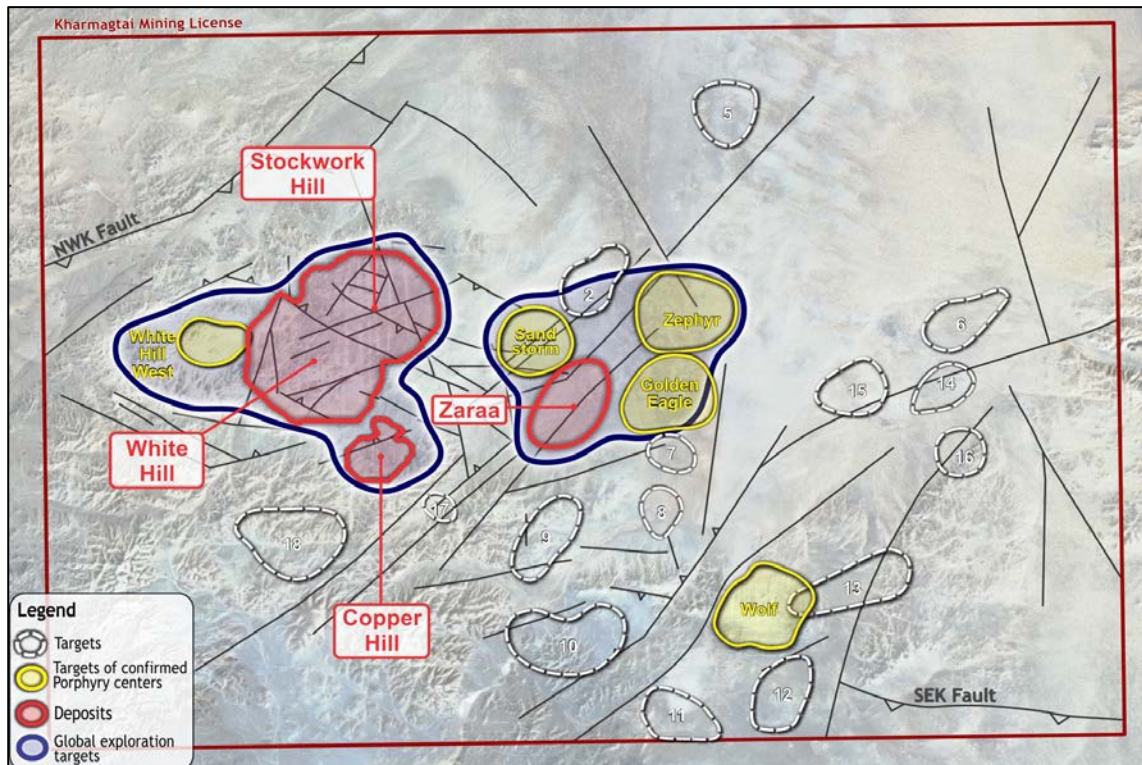 Kharmagtai Mining License
5
Stockwork
Hill
NWK Fault
2
Zephyr
6
Sand
storm
White
Hill
West
Golden
Eagle
15
14
Zaraa
White
Hill
7
16
17
8
18
9
13
Wolf
Copper
Hill
10
12
SEK Fault
11
Legend
Targets
Targets of confirmed
Porphyry centers
Deposits
Global exploration
targets